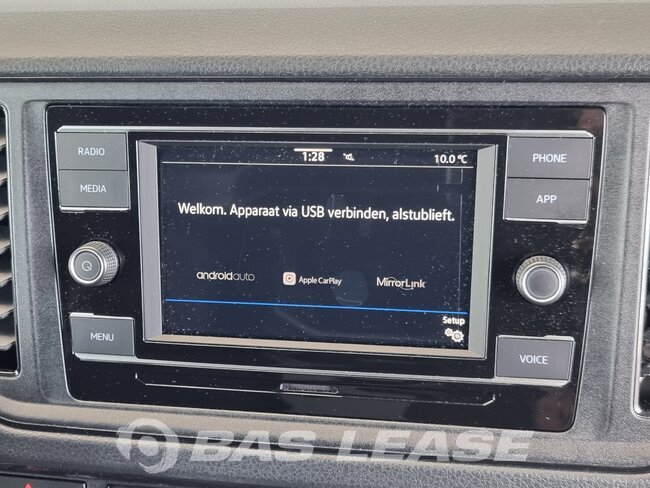 RADIO
MEDIA
MENU
1:28
10.0 °C
Welkom. Apparaat via USB verbinden, alstublieft.
androidauto
Apple CarPlay
MirrorLink
Setup
PHONE
APP
VOICE
BAS LEASE